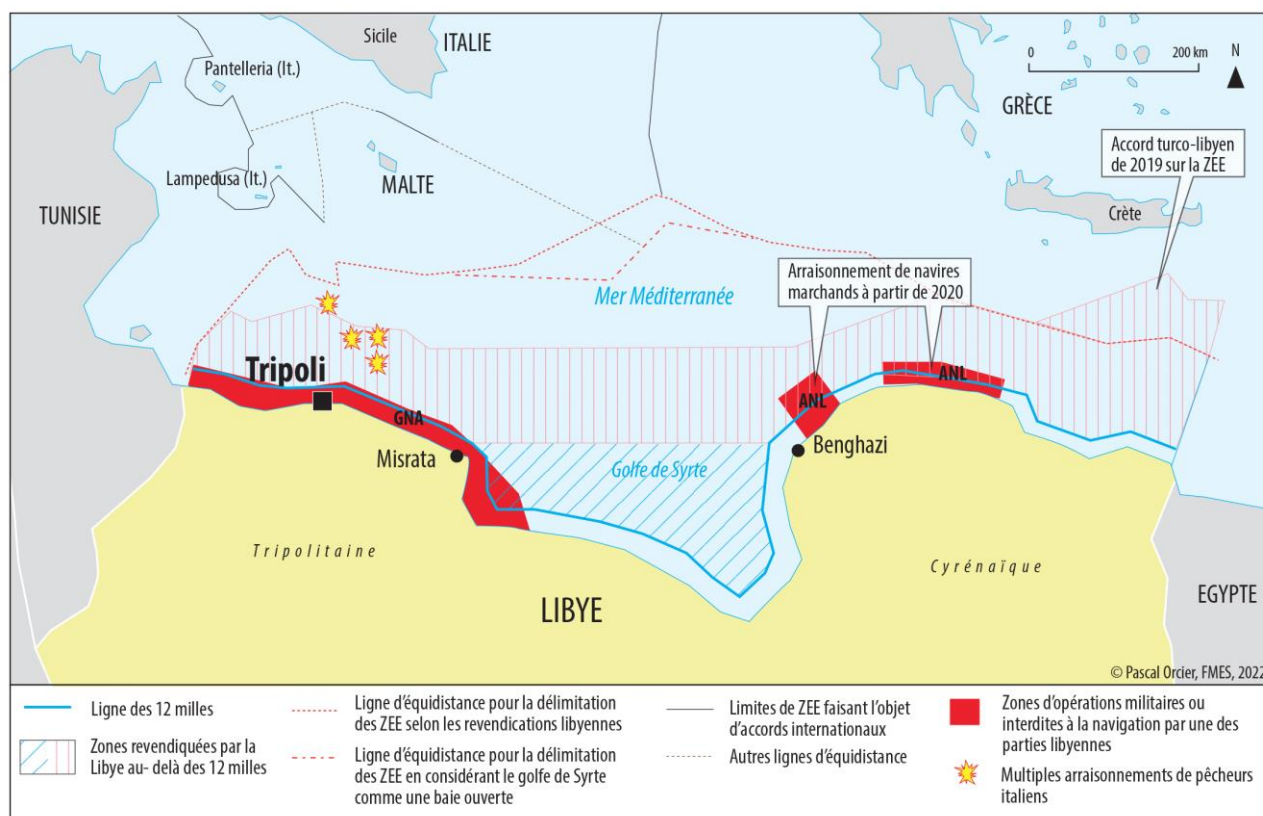 Sicile
ITALIE
Pantelleria (It.)
0
200 km
N
GRÈCE
Accord turco-libyen
de 2019 sur la ZEE
Lampedusa (It.)
MALTE
TUNISIE
Crète
Arraisonnement de navires
marchands à partir de 2020
Mer Méditerranée
Tripoli
ANL
ANL
GNA
Misrata
Golfe de Syrte
Benghazi
Tripolitaine
Cyrénaïque
LIBYE
EGYPTE
© Pascal Orcier, FMES, 2022
Ligne des 12 milles
Zones revendiquées par la
Libye au- delà des 12 milles
Ligne d'équidistance pour la délimitation
des ZEE selon les revendications libyennes
Ligne d'équidistance pour la délimitation
des ZEE en considérant le golfe de Syrte
comme une baie ouverte
Limites de ZEE faisant l'objet
d'accords internationaux
Autres lignes d'équidistance
Zones d'opérations militaires ou
interdites à la navigation par une des
parties libyennes
Multiples arraisonnements de pêcheurs
italiens